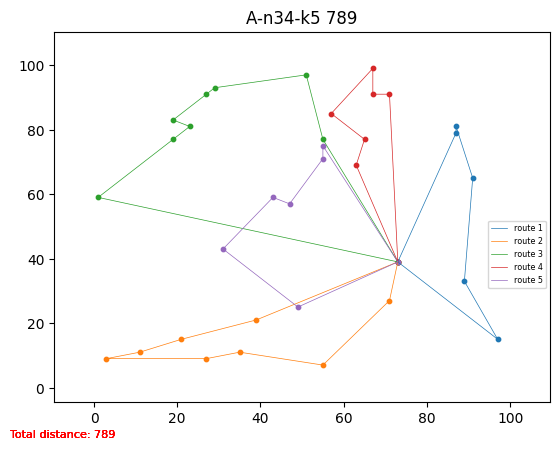 A-n34-k5 789
100
80
60
40
20
0
route 1
route 2
route 3
route 4
route 5
0 20 40 60 80 100
Total distance: 789